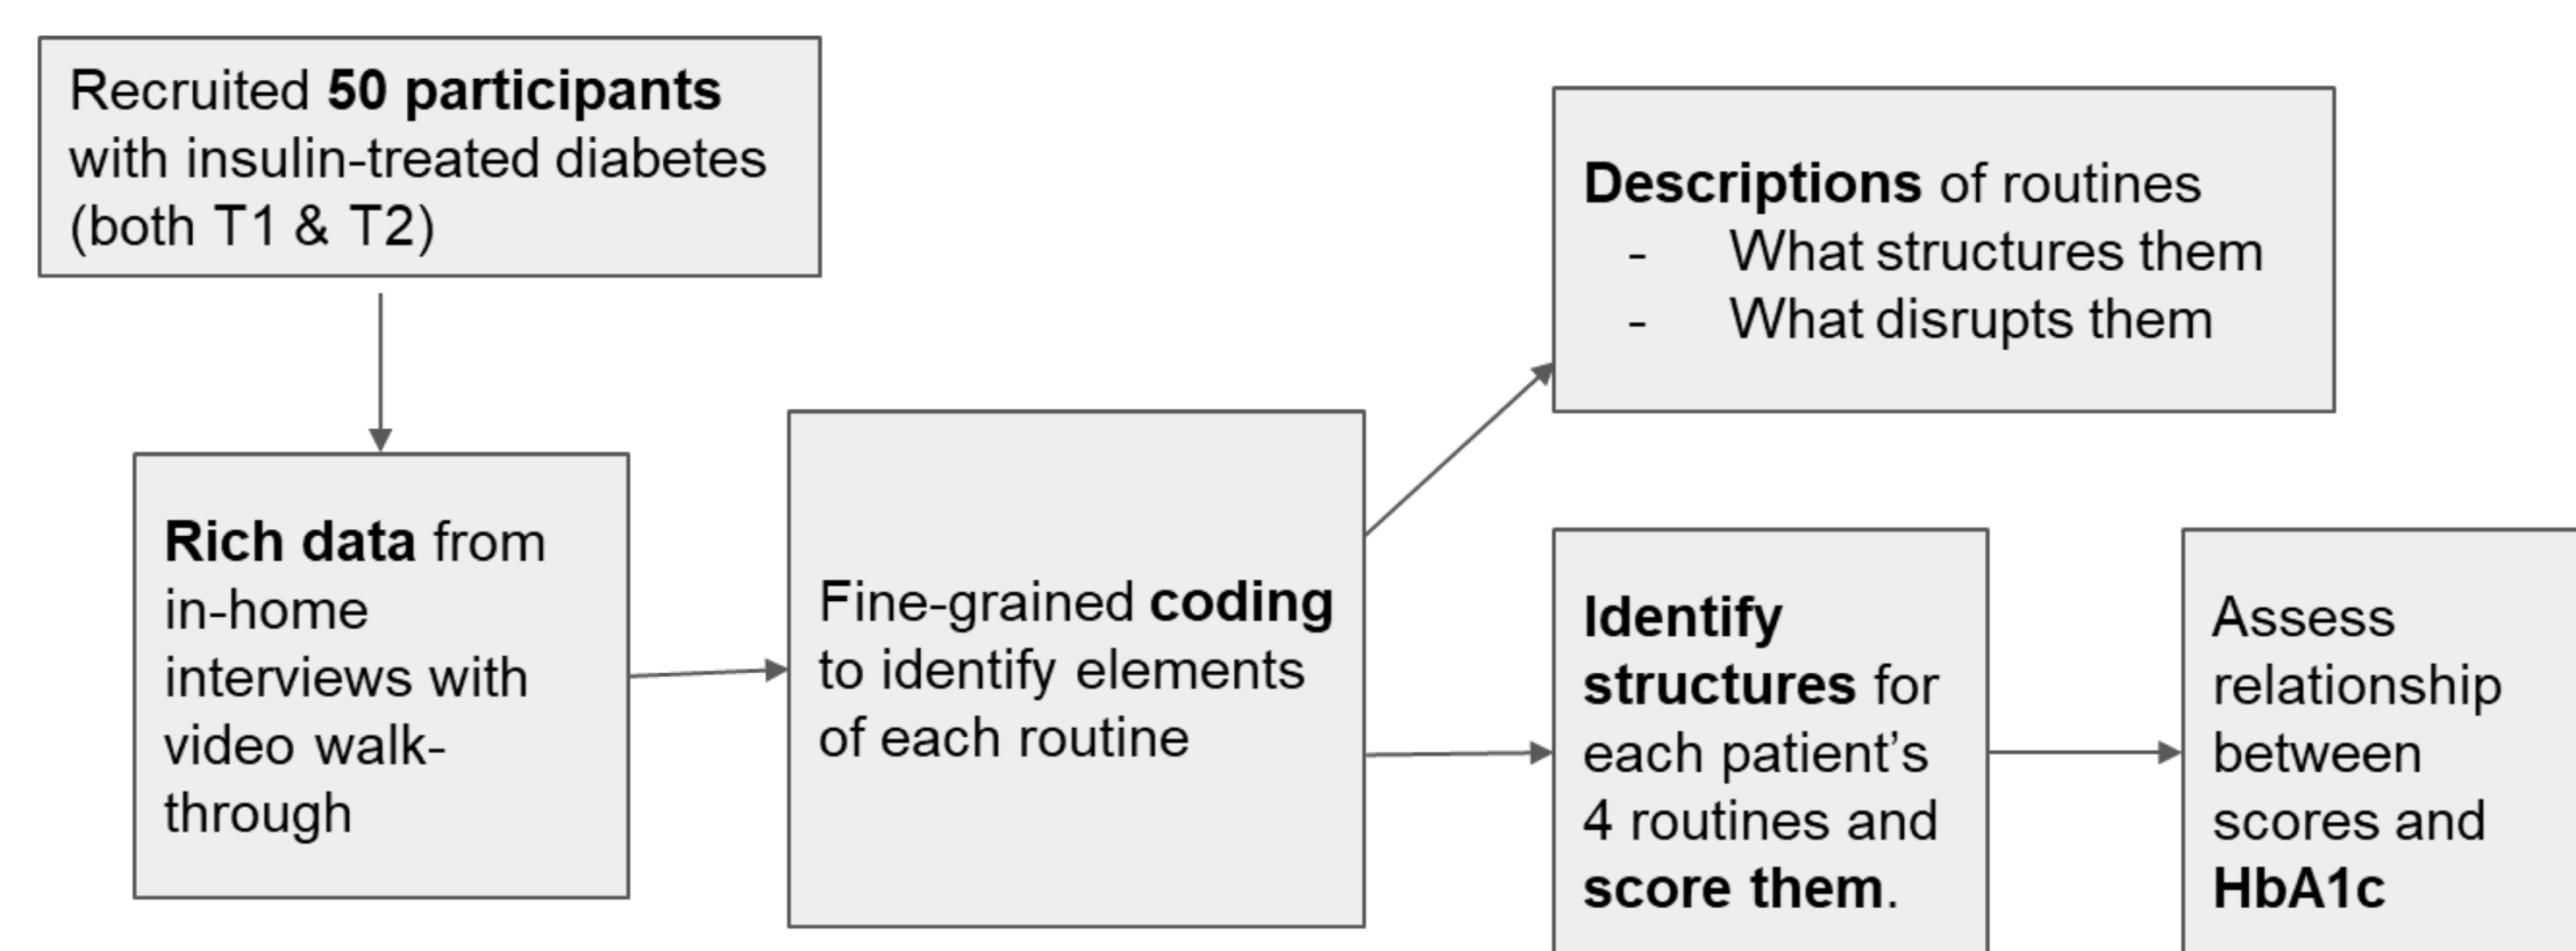 Recruited 50 participants
with insulin-treated diabetes
(both T1 & T2)
Rich data from
in-home
interviews with
video walk-
through
Fine-grained coding
to identify elements
of each routine
Descriptions of routines
- What structures them
- What disrupts them
Identify
structures for
each patient’s
4 routines and
score them.
Assess
relationship
between
scores and
HbA1c